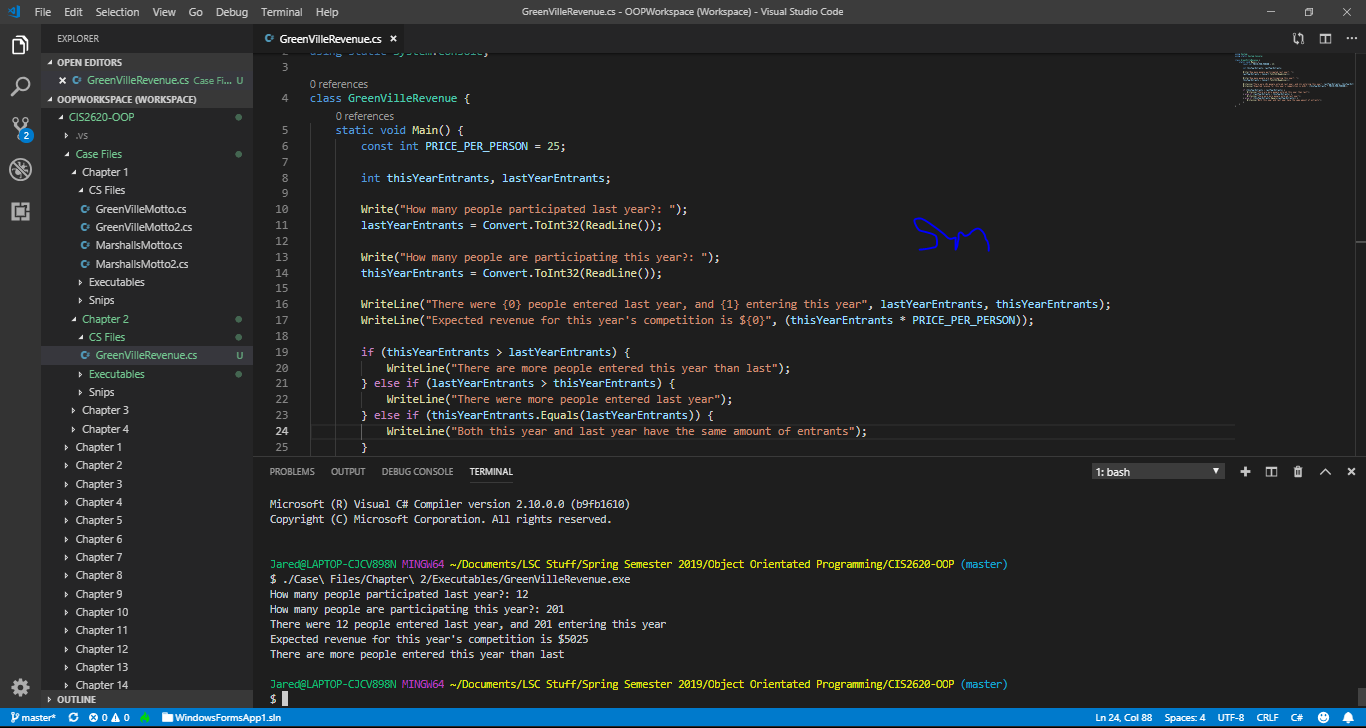 File Edit Selection View Go Debug Terminal Help
GreenVilleRevenue.cs - OOPWorkspace (Workspace) - Visual Studio Code
EXPLORER
OPEN EDITORS
GreenVilleRevenue.cs Case Fi... U
OOPWORKSPACE (WORKSPACE)
CIS2620-OOP
.vs
Case Files
Chapter 1
CS Files
GreenVilleMotto.cs
GreenVilleMotto2.cs
MarshallsMotto.cs
MarshallsMotto2.cs
Executables
Snips
Chapter 2
CS Files
GreenVilleRevenue.cs U
Executables
Snips
Chapter 3
Chapter 4
Chapter 1
Chapter 2
Chapter 3
Chapter 4
Chapter 5
Chapter 6
Chapter 7
Chapter 8
Chapter 9
Chapter 10
Chapter 11
Chapter 12
Chapter 13
Chapter 14
OUTLINE
2
GreenVilleRevenue.cs
2 using static System.Console;
3
0 references
4 class GreenVilleRevenue {
0 references
5 static void Main() {
6 const int PRICE_PER_PERSON = 25;
7
8 int thisYearEntrants, lastYearEntrants;
9
10 Write("How many people participated last year?: ");
11 lastYearEntrants = Convert.ToInt32(ReadLine());
12
13 Write("How many people are participating this year?: ");
14 thisYearEntrants = Convert.ToInt32(ReadLine());
15
16 WriteLine("There were {0} people entered last year, and {1} entering this year", lastYearEntrants, thisYearEntrants);
17 WriteLine("Expected revenue for this year's competition is ${0}", (thisYearEntrants * PRICE_PER_PERSON));
18
19 if (thisYearEntrants > lastYearEntrants) {
20 WriteLine("There are more people entered this year than last");
21 } else if (lastYearEntrants > thisYearEntrants) {
22 WriteLine("There were more people entered last year");
23 } else if (thisYearEntrants.Equals(lastYearEntrants)) {
24 WriteLine("Both this year and last year have the same amount of entrants");
25 }
PROBLEMS OUTPUT DEBUG CONSOLE TERMINAL
1: bash
Microsoft (R) Visual C# Compiler version 2.10.0.0 (b9fb1610)
Copyright (C) Microsoft Corporation. All rights reserved.
Jared@LAPTOP-CJCV898N MINGW64 ~/Documents/LSC Stuff/Spring Semester 2019/Object Orientated Programming/CIS2620-OOP (master)
$ ./Case\ Files/Chapter\ 2/Executables/GreenVilleRevenue.exe
How many people participated last year?: 12
How many people are participating this year?: 201
There were 12 people entered last year, and 201 entering this year
Expected revenue for this year's competition is $5025
There are more people entered this year than last
Jared@LAPTOP-CJCV898N MINGW64 ~/Documents/LSC Stuff/Spring Semester 2019/Object Orientated Programming/CIS2620-OOP (master)
$
master* 0 0 WindowsFormsApp1.sln
Ln 24, Col 88 Spaces: 4 UTF-8 CRLF C#